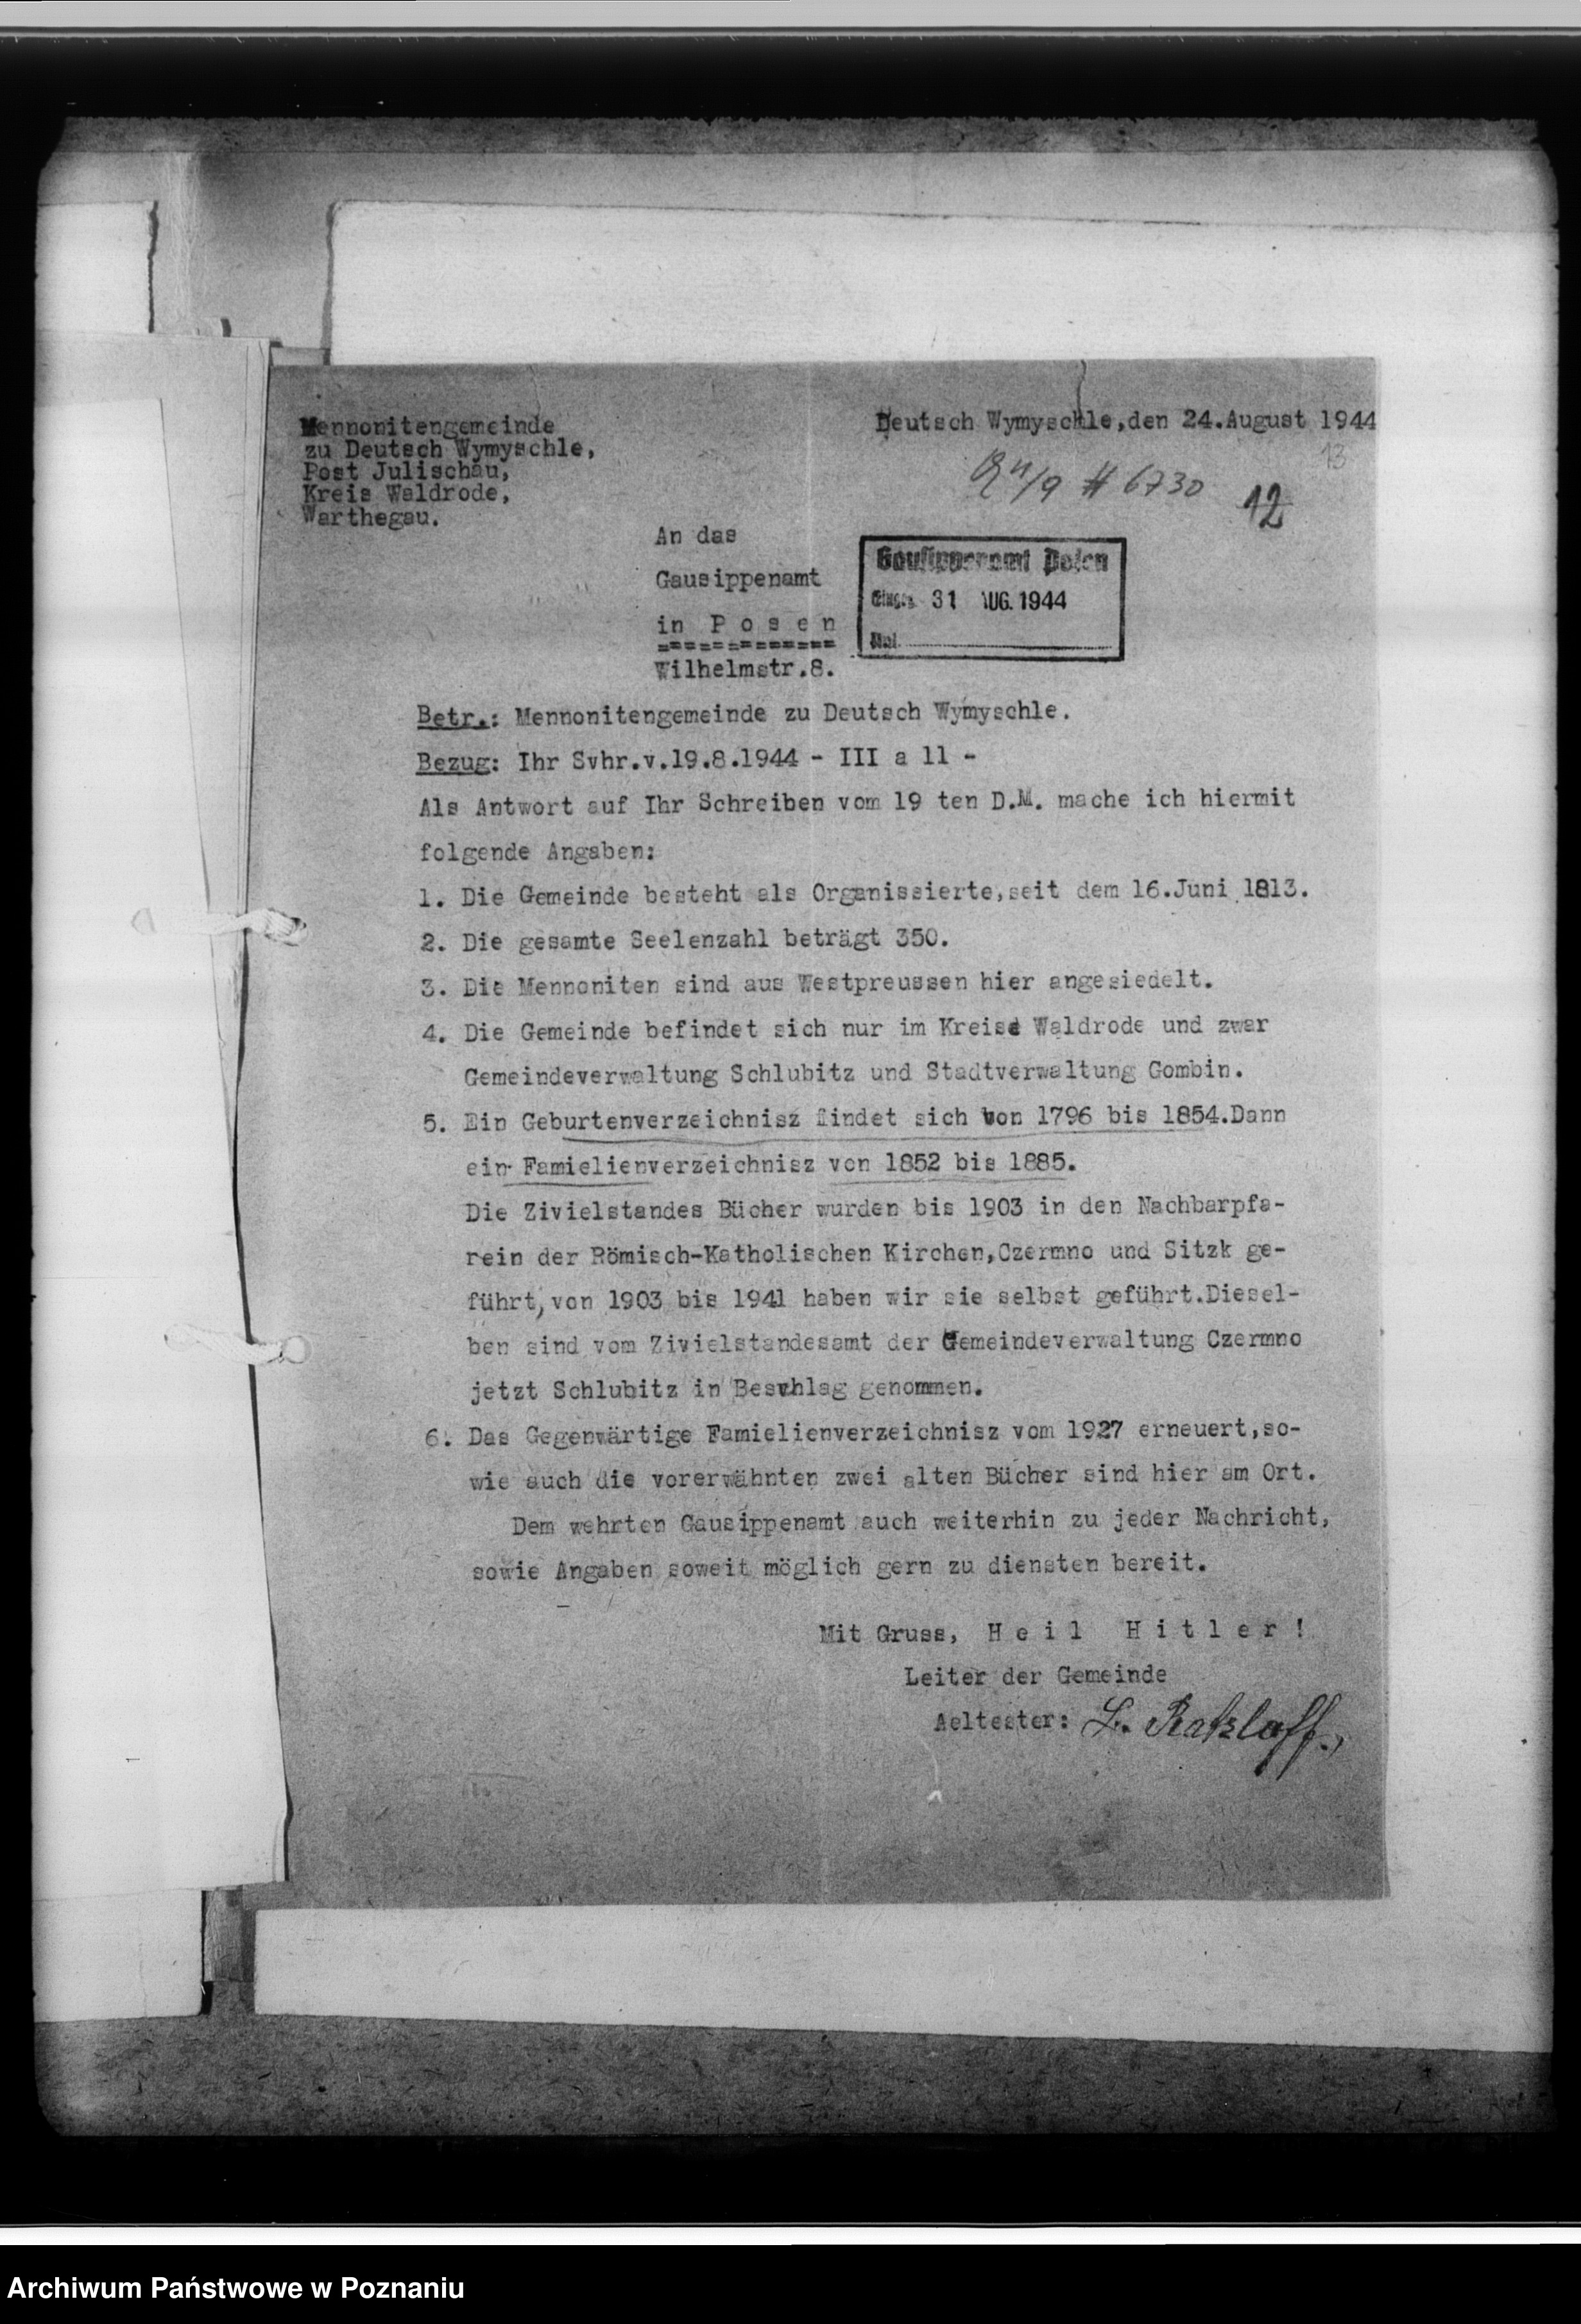 Mennonitengemeinde
zu Deutsch Wymyschle,
Post Julischau,
Kreis Waldrode,
Warthegau.
Deutsch Wymyschle,den 24.August 1944
13
11/9 # 6730
12
An das
Gausippenamt
in P o s e n
=============
Wilhelmstr.8.
Gausippenamt Posen
Eing. 31 AUG. 1944
Betr.: Mennonitengemeinde zu Deutsch Wymyschle.
Bezug: Ihr Svhr.v.19.8.1944 - III a 11 -
Als Antwort auf Ihr Schreiben vom 19 ten D.M. mache ich hiermit
folgende Angaben:
1. Die Gemeinde besteht als Organissierte,seit dem 16.Juni 1813.
2. Die gesamte Seelenzahl beträgt 350.
3. Die Mennoniten sind aus Westpreussen hier angesiedelt.
4. Die Gemeinde befindet sich nur im Kreise Waldrode und zwar
Gemeindeverwaltung Schlubitz und Stadtverwaltung Gombin.
5. Ein Geburtenverzeichnisz findet sich von 1796 bis 1854.Dann
ein Famielienverzeichnisz von 1852 bis 1885.
Die Zivielstandes Bücher wurden bis 1903 in den Nachbarpfa-
rein der Römisch-Katholischen Kirchen,Czermno und Sitzk ge-
führt,von 1903 bis 1941 haben wir sie selbst geführt.Diesel-
ben sind vom Zivielstandesamt der Gemeindeverwaltung Czermno
jetzt Schlubitz in Beschlag genommen.
6. Das Gegenwärtige Famielienverzeichnisz vom 1927 erneuert,so-
wie auch die vorerwähnten zwei alten Bücher sind hier am Ort.
Dem wehrten Gausippenamt auch weiterhin zu jeder Nachricht,
sowie Angaben soweit möglich gern zu diensten bereit.
Mit Gruss, H e i l H i t l e r !
Leiter der Gemeinde
Aeltester: L. Ratzlaff.,
Archiwum Państwowe w Poznaniu